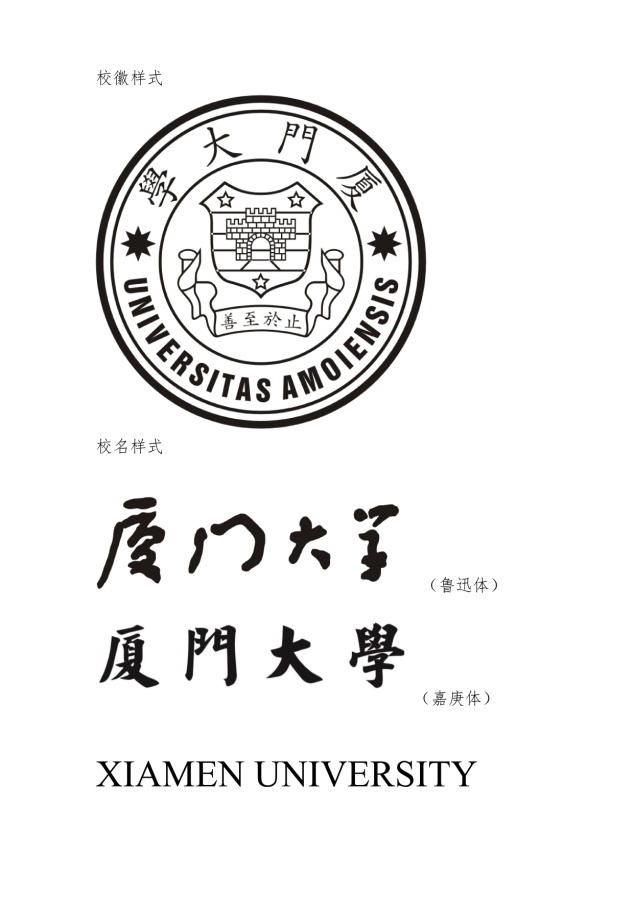 校徽样式
廈門大學
UNIVERSITAS AMOIENSIS
止於至善
校名样式
厦门大学
（鲁迅体）
廈門大學
（嘉庚体）
XIAMEN UNIVERSITY